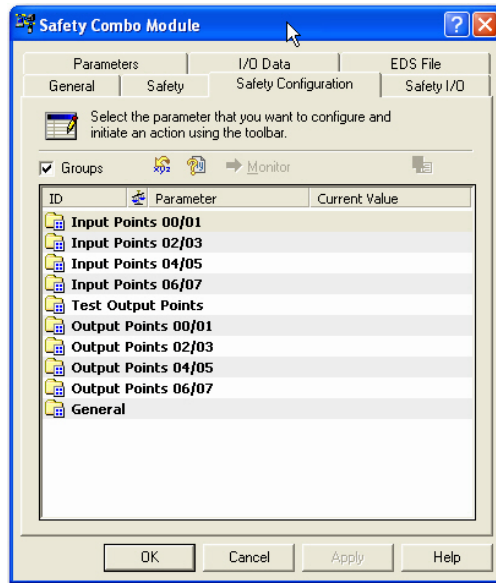 Safety Combo Module
Parameters I/O Data EDS File
General Safety Safety Configuration Safety I/O
Select the parameter that you want to configure and
initiate an action using the toolbar.
Groups Monitor
ID Parameter Current Value
Input Points 00/01
Input Points 02/03
Input Points 04/05
Input Points 06/07
Test Output Points
Output Points 00/01
Output Points 02/03
Output Points 04/05
Output Points 06/07
General
OK Cancel Apply Help